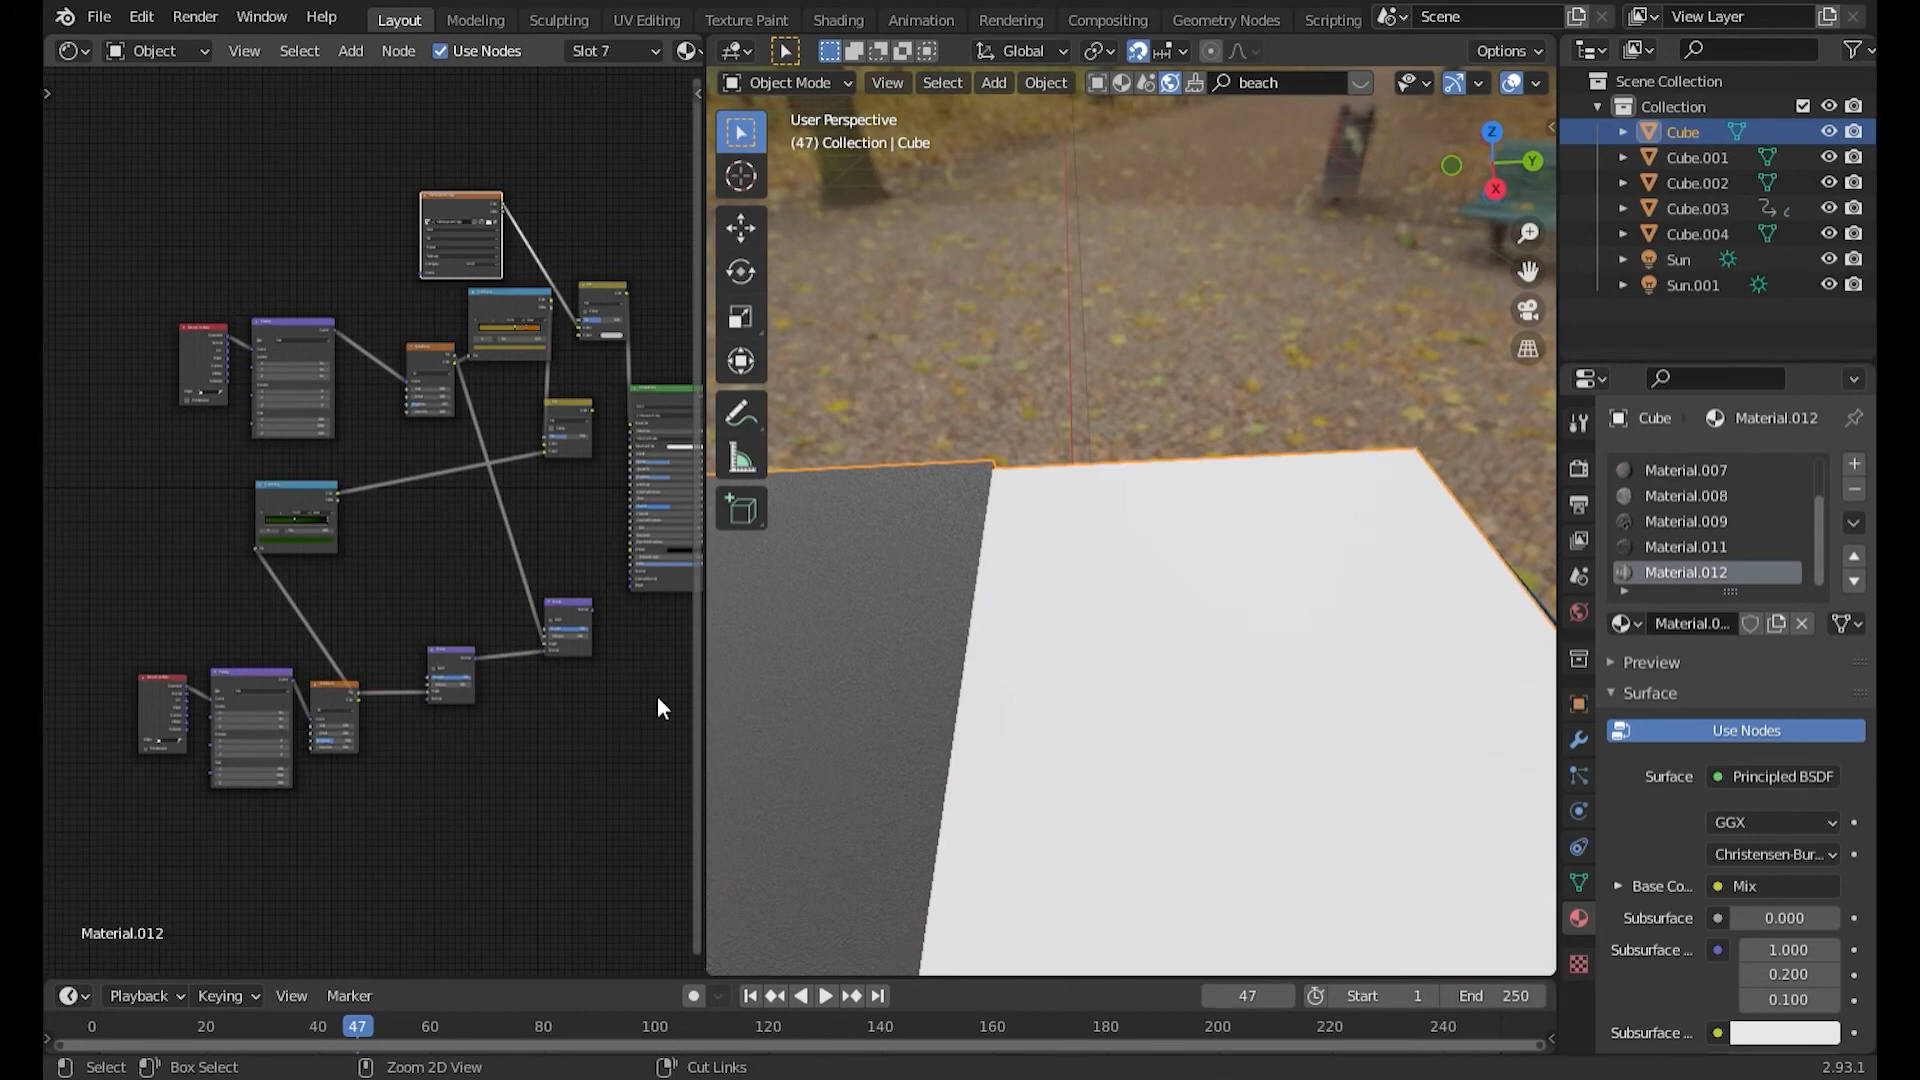 File Edit Render Window Help Layout Modeling Sculpting UV Editing Texture Paint Shading Animation Rendering Compositing Geometry Nodes Scripting Scene View Layer
Object View Select Add Node Use Nodes Slot 7 Global Options
Object Mode View Select Add Object beach
User Perspective
(47) Collection | Cube
Z
Y
X
Scene Collection
Collection
Cube
Cube.001
Cube.002
Cube.003
Cube.004
Sun
Sun.001
Cube Material.012
Material.007
Material.008
Material.009
Material.011
Material.012
Material.0...
Preview
Surface
Use Nodes
Surface Principled BSDF
GGX
Christensen-Bur...
Base Co... Mix
Subsurface 0.000
Subsurface ... 1.000
0.200
0.100
Subsurface ...
Material.012
Playback Keying View Marker 47 Start 1 End 250
0 20 40 47 60 80 100 120 140 160 180 200 220 240
Select Box Select Zoom 2D View Cut Links 2.93.1